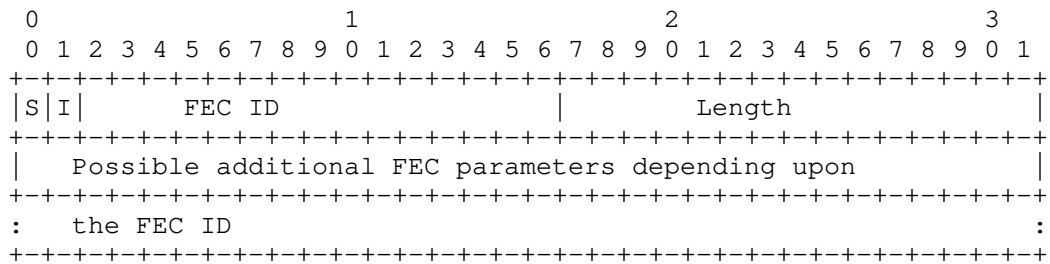 0                   1                   2                   3
 0 1 2 3 4 5 6 7 8 9 0 1 2 3 4 5 6 7 8 9 0 1 2 3 4 5 6 7 8 9 0 1
+-+-+-+-+-+-+-+-+-+-+-+-+-+-+-+-+-+-+-+-+-+-+-+-+-+-+-+-+-+-+-+-+
|S|I|      FEC ID                 |        Length               |
+-+-+-+-+-+-+-+-+-+-+-+-+-+-+-+-+-+-+-+-+-+-+-+-+-+-+-+-+-+-+-+-+
|   Possible additional FEC parameters depending upon           |
+-+-+-+-+-+-+-+-+-+-+-+-+-+-+-+-+-+-+-+-+-+-+-+-+-+-+-+-+-+-+-+-+
:   the FEC ID                                                  :
+-+-+-+-+-+-+-+-+-+-+-+-+-+-+-+-+-+-+-+-+-+-+-+-+-+-+-+-+-+-+-+-+